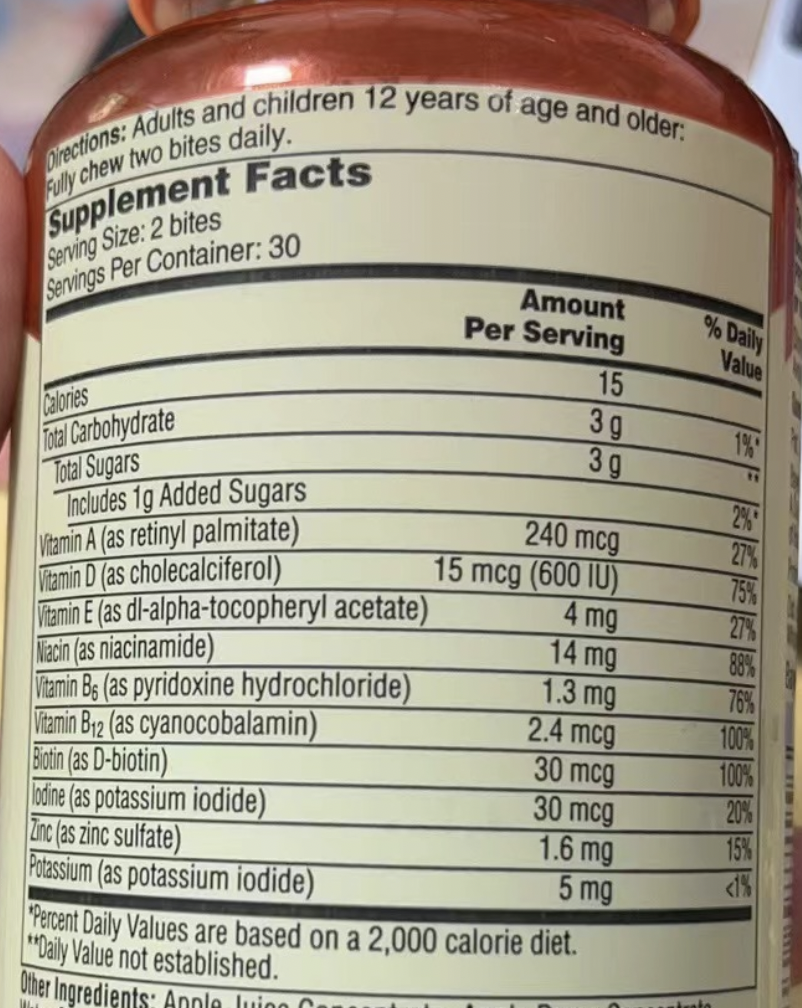 Directions: Adults and children 12 years of age and older:
Fully chew two bites daily.
Supplement Facts
Serving Size: 2 bites
Servings Per Container: 30
Amount Per Serving % Daily Value
Calories 15
Total Carbohydrate 3 g 1%*
Total Sugars 3 g **
Includes 1g Added Sugars 2%*
Vitamin A (as retinyl palmitate) 240 mcg 27%
Vitamin D (as cholecalciferol) 15 mcg (600 IU) 75%
Vitamin E (as dl-alpha-tocopheryl acetate) 4 mg 27%
Niacin (as niacinamide) 14 mg 88%
Vitamin B6 (as pyridoxine hydrochloride) 1.3 mg 76%
Vitamin B12 (as cyanocobalamin) 2.4 mcg 100%
Biotin (as D-biotin) 30 mcg 100%
Iodine (as potassium iodide) 30 mcg 20%
Zinc (as zinc sulfate) 1.6 mg 15%
Potassium (as potassium iodide) 5 mg <1%
*Percent Daily Values are based on a 2,000 calorie diet.
**Daily Value not established.
Other Ingredients: Apple Juice